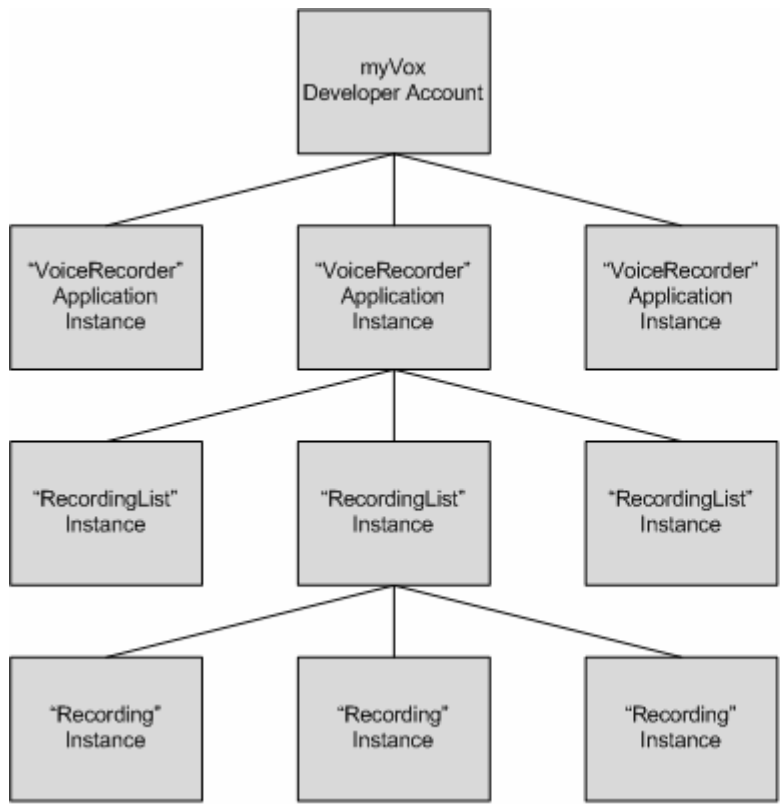 myVox
Developer Account
“VoiceRecorder”
Application
Instance
“VoiceRecorder”
Application
Instance
“VoiceRecorder”
Application
Instance
“RecordingList”
Instance
“RecordingList”
Instance
“RecordingList”
Instance
“Recording”
Instance
“Recording”
Instance
“Recording”
Instance